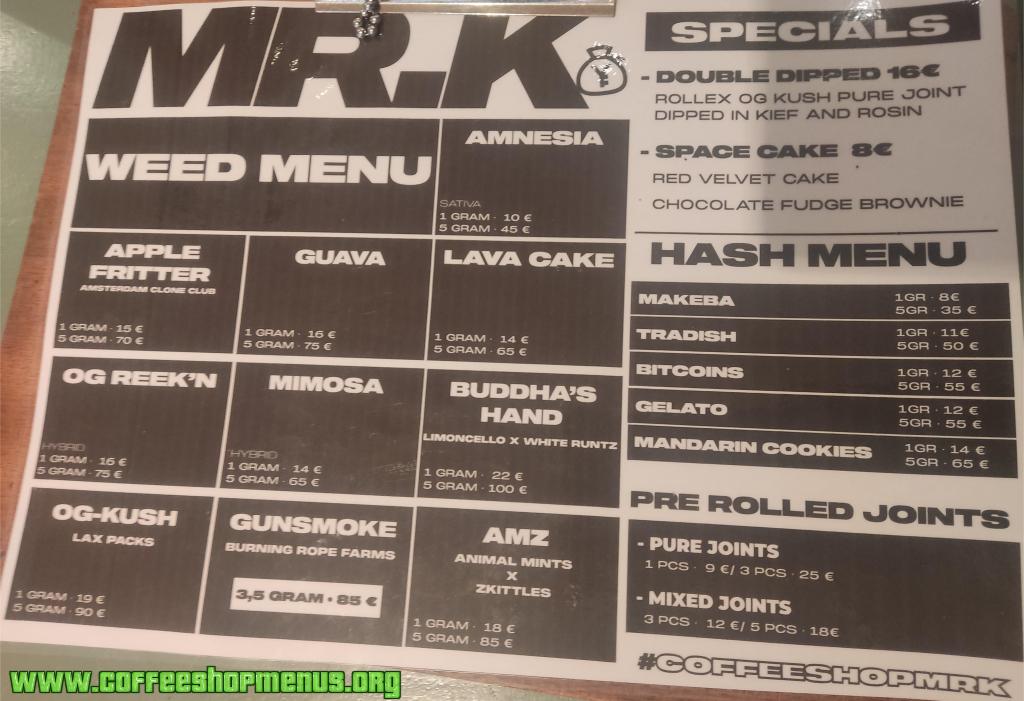 MR.K
WEED MENU
AMNESIA
SATIVA
1 GRAM · 10 €
5 GRAM · 45 €
APPLE
FRITTER
AMSTERDAM CLONE CLUB
1 GRAM · 15 €
5 GRAM · 70 €
GUAVA
1 GRAM · 16 €
5 GRAM · 75 €
LAVA CAKE
1 GRAM · 14 €
5 GRAM · 65 €
OG REEK'N
HYBRID
1 GRAM · 16 €
5 GRAM · 75 €
MIMOSA
HYBRID
1 GRAM · 14 €
5 GRAM · 65 €
BUDDHA'S
HAND
LIMONCELLO X WHITE RUNTZ
1 GRAM · 22 €
5 GRAM · 100 €
OG-KUSH
LAX PACKS
1 GRAM · 19 €
5 GRAM · 90 €
GUNSMOKE
BURNING ROPE FARMS
3,5 GRAM · 85 €
AMZ
ANIMAL MINTS
X
ZKITTLES
1 GRAM · 18 €
5 GRAM · 85 €
SPECIALS
- DOUBLE DIPPED 16€
ROLLEX OG KUSH PURE JOINT
DIPPED IN KIEF AND ROSIN
- SPACE CAKE 8€
RED VELVET CAKE
CHOCOLATE FUDGE BROWNIE
HASH MENU
MAKEBA 1GR · 8€
5GR · 35 €
TRADISH 1GR · 11€
5GR · 50 €
BITCOINS 1GR · 12 €
5GR · 55 €
GELATO 1GR · 12 €
5GR · 55 €
MANDARIN COOKIES 1GR · 14 €
5GR · 65 €
PRE ROLLED JOINTS
- PURE JOINTS
1 PCS · 9 €/ 3 PCS · 25 €
- MIXED JOINTS
3 PCS · 12 €/ 5 PCS · 18€
#COFFEESHOPMRK
www.coffeeshopmenus.org